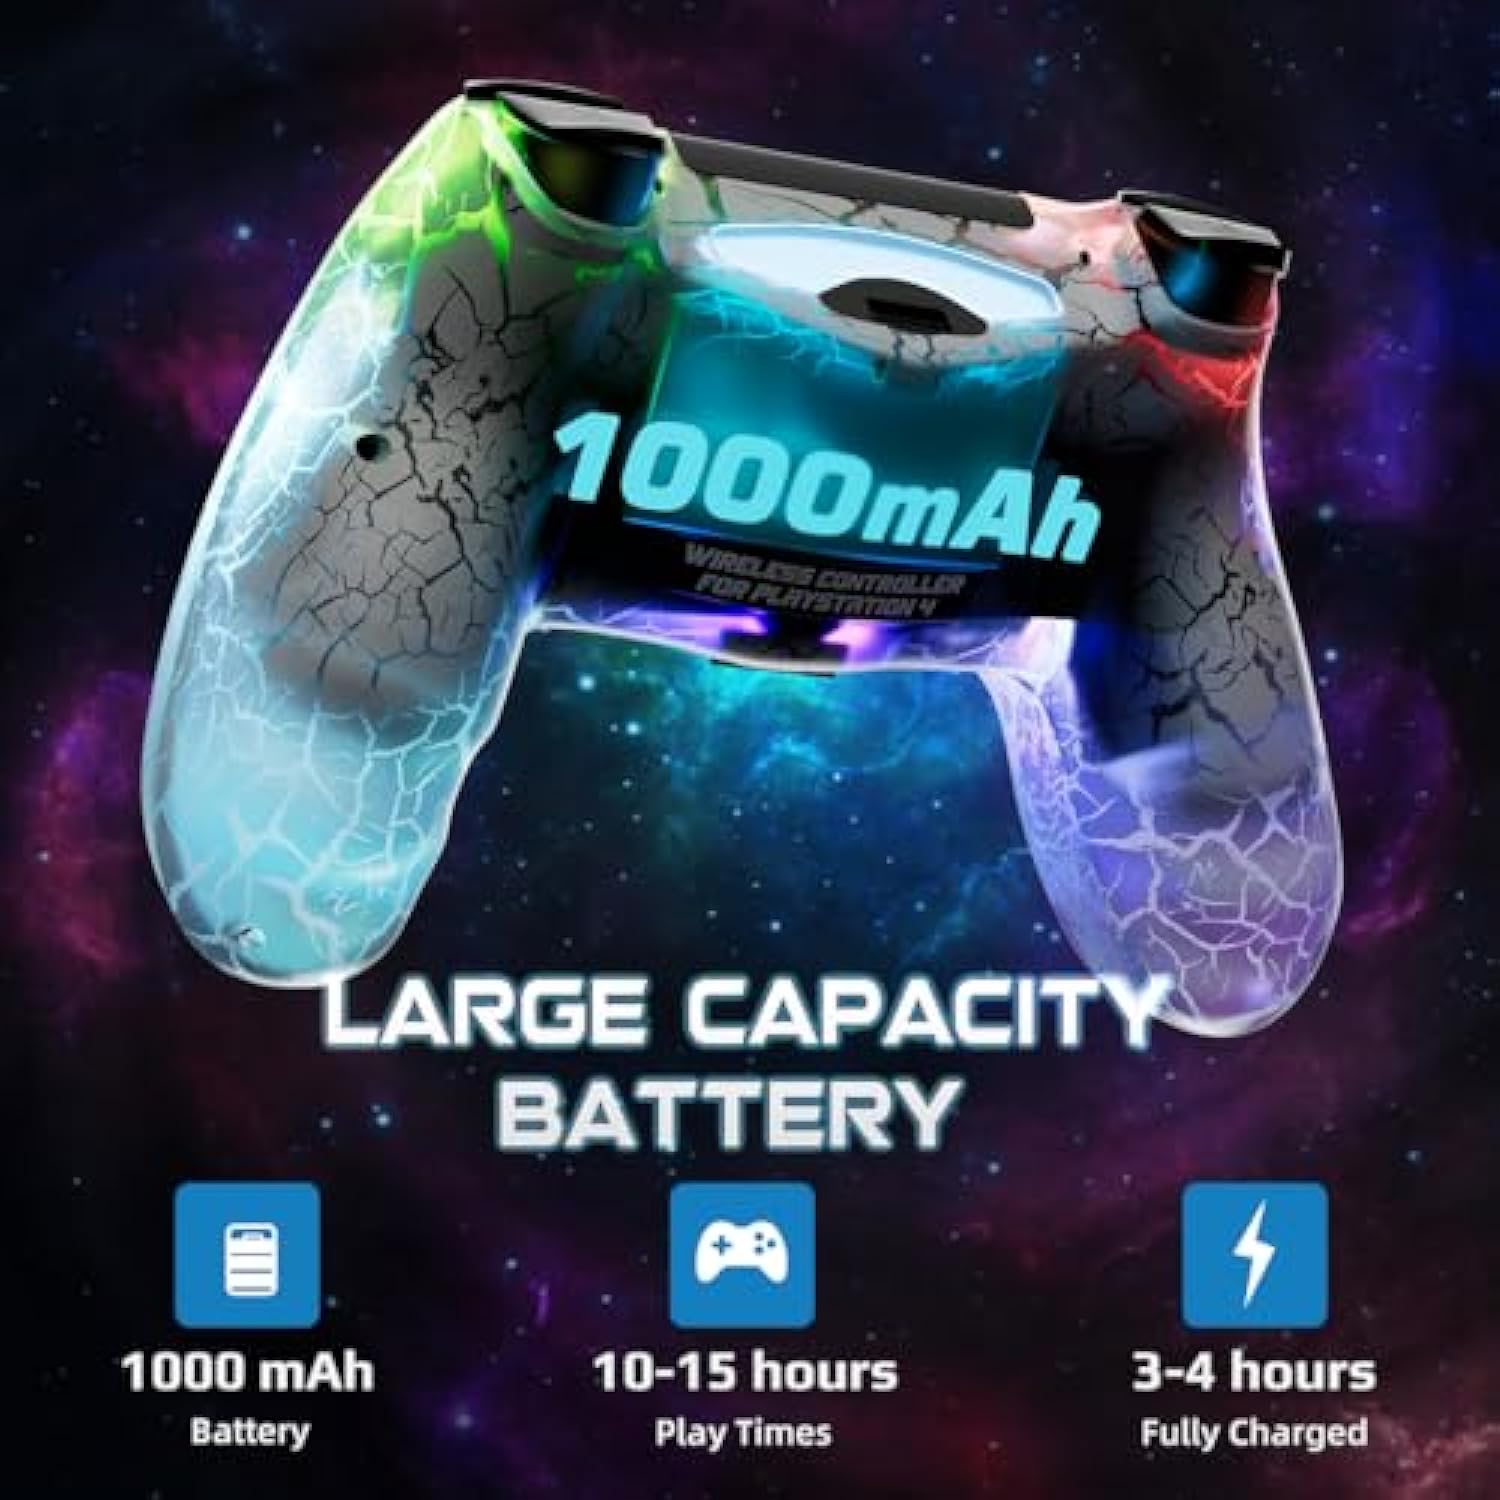 1000mAh
WIRELESS CONTROLLER
FOR PLAYSTATION 4
LARGE CAPACITY
BATTERY
1000 mAh
Battery
10-15 hours
Play Times
3-4 hours
Fully Charged